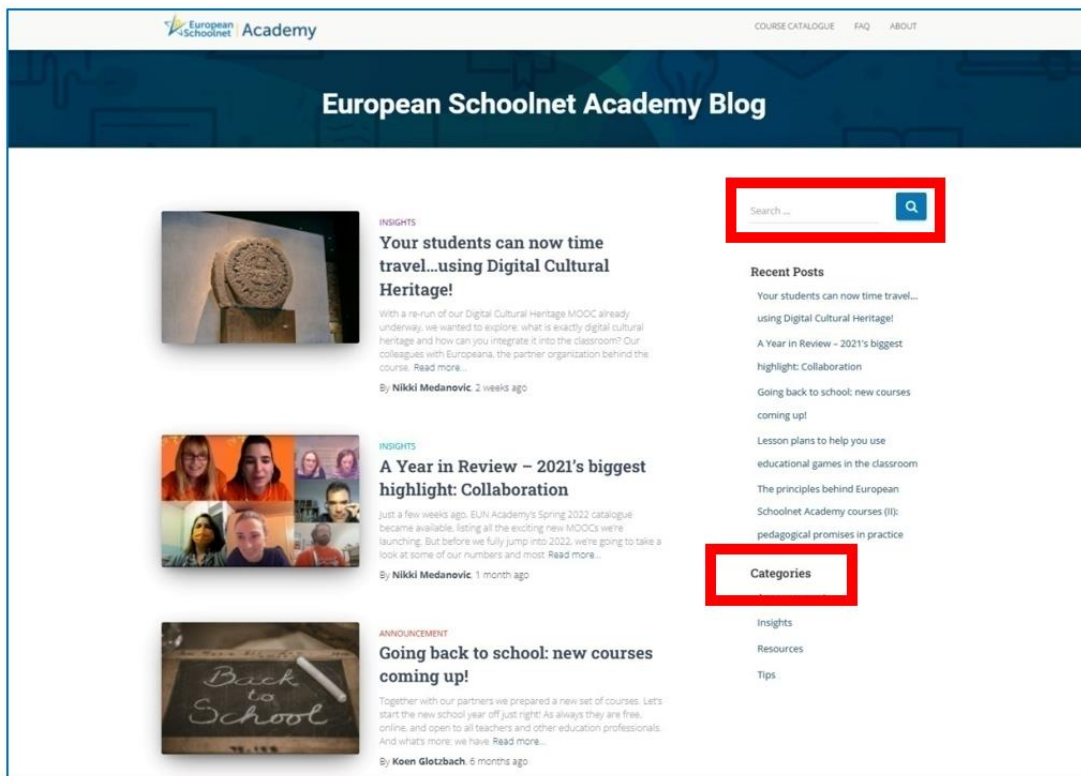 European
Schoolnet
Academy
COURSE CATALOGUE FAQ ABOUT
European Schoolnet Academy Blog
INSIGHTS
Your students can now time
travel...using Digital Cultural
Heritage!
With a re-run of our Digital Cultural Heritage MOOC already
underway, we wanted to explore: what is exactly digital cultural
heritage and how can you integrate it into the classroom? Our
colleagues with Europeana, the partner organization behind the
course, Read more...
By Nikki Medanovic, 2 weeks ago
INSIGHTS
A Year in Review – 2021's biggest
highlight: Collaboration
Just a few weeks ago, EUN Academy's Spring 2022 catalogue
became available, listing all the exciting new MOOCs we're
launching. But before we fully jump into 2022, we're going to take a
look at some of our numbers and most Read more...
By Nikki Medanovic, 1 month ago
Back
to
School
ANNOUNCEMENT
Going back to school: new courses
coming up!
Together with our partners we prepared a new set of courses. Let's
start the new school year off just right! As always they are free,
online, and open to all teachers and other education professionals.
And what's more: we have Read more...
By Koen Glotzbach, 6 months ago
Search ...
Recent Posts
Your students can now time travel...
using Digital Cultural Heritage!
A Year in Review – 2021's biggest
highlight: Collaboration
Going back to school: new courses
coming up!
Lesson plans to help you use
educational games in the classroom
The principles behind European
Schoolnet Academy courses (II):
pedagogical promises in practice
Categories
Insights
Resources
Tips